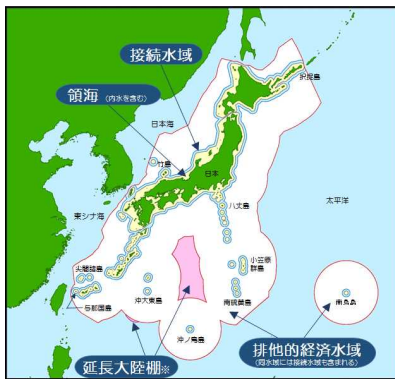 接続水域
領海 (内水を含む)
択捉島
日本海
竹島
日本
八丈島
太平洋
東シナ海
小笠原
群島
尖閣諸島
南鳥島
沖大東島
南硫黄島
与那国島
沖ノ鳥島
排他的経済水域
(同水域には接続水域も含まれる)
延長大陸棚※